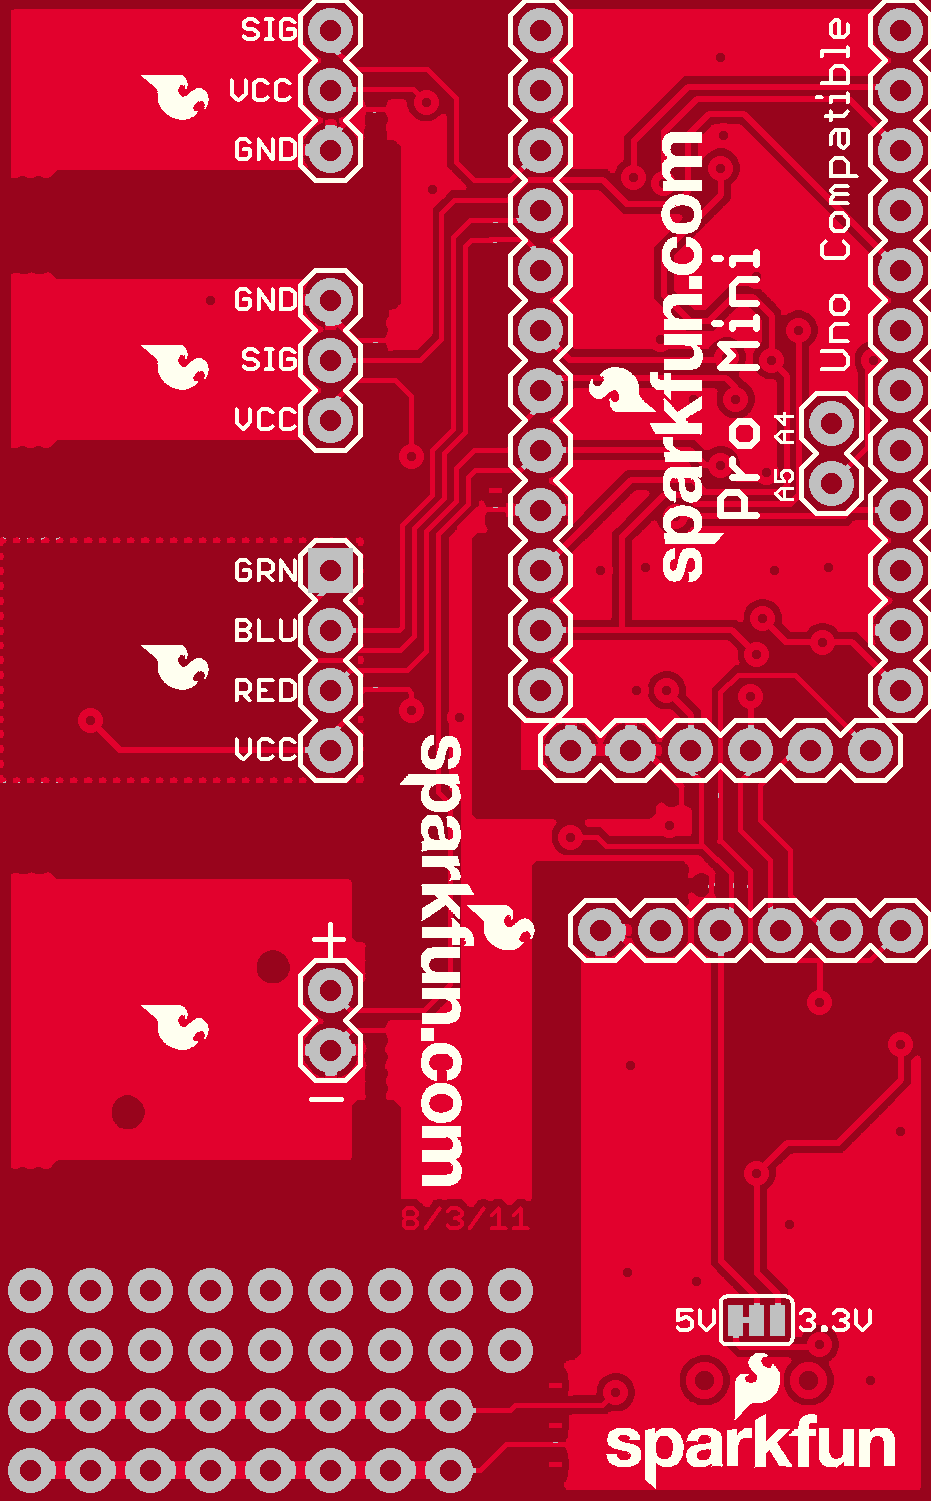 SIG
VCC
GND
GND
SIG
VCC
GRN
BLU
RED
VCC
+
−
sparkfun.com
Pro Mini
Uno Compatible
A4
A5
sparkfun.com
8/3/11
5V
3.3V
sparkfun